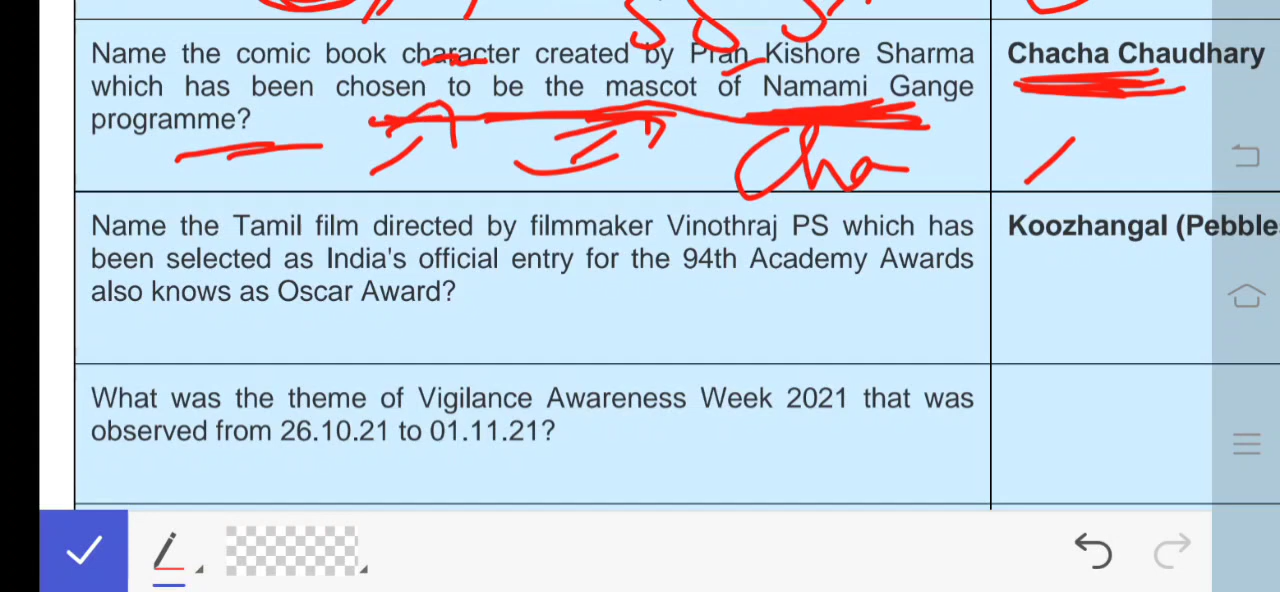 Name the comic book character created by Pran Kishore Sharma
which has been chosen to be the mascot of Namami Gange
programme?
Chacha Chaudhary
Cha
Name the Tamil film directed by filmmaker Vinothraj PS which has
been selected as India's official entry for the 94th Academy Awards
also knows as Oscar Award?
Koozhangal (Pebble
What was the theme of Vigilance Awareness Week 2021 that was
observed from 26.10.21 to 01.11.21?